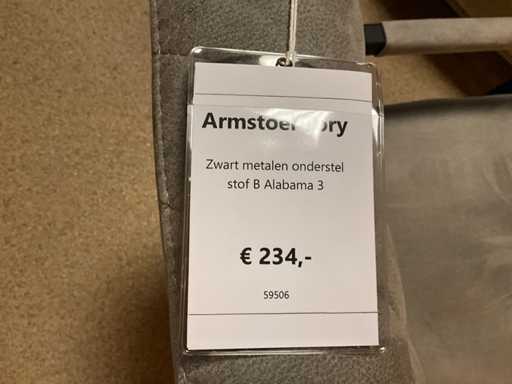 Armstoel
Zwart metalen onderstel
stof B Alabama 3
€ 234,-
59506